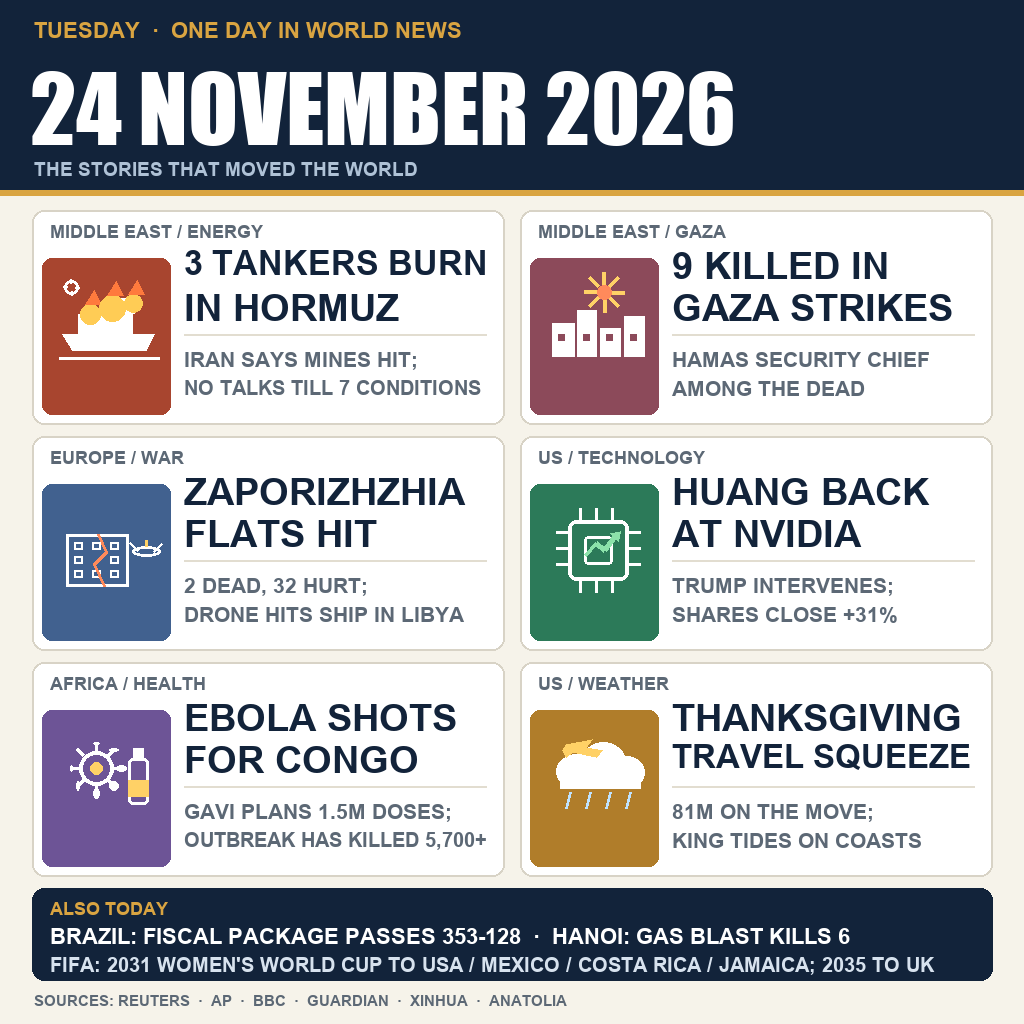 TUESDAY · ONE DAY IN WORLD NEWS
24 NOVEMBER 2026
THE STORIES THAT MOVED THE WORLD
MIDDLE EAST / ENERGY
3 TANKERS BURN
IN HORMUZ
IRAN SAYS MINES HIT;
NO TALKS TILL 7 CONDITIONS
MIDDLE EAST / GAZA
9 KILLED IN
GAZA STRIKES
HAMAS SECURITY CHIEF
AMONG THE DEAD
EUROPE / WAR
ZAPORIZHZHIA
FLATS HIT
2 DEAD, 32 HURT;
DRONE HITS SHIP IN LIBYA
US / TECHNOLOGY
HUANG BACK
AT NVIDIA
TRUMP INTERVENES;
SHARES CLOSE +31%
AFRICA / HEALTH
EBOLA SHOTS
FOR CONGO
GAVI PLANS 1.5M DOSES;
OUTBREAK HAS KILLED 5,700+
US / WEATHER
THANKSGIVING
TRAVEL SQUEEZE
81M ON THE MOVE;
KING TIDES ON COASTS
ALSO TODAY
BRAZIL: FISCAL PACKAGE PASSES 353-128 · HANOI: GAS BLAST KILLS 6
FIFA: 2031 WOMEN'S WORLD CUP TO USA / MEXICO / COSTA RICA / JAMAICA; 2035 TO UK
SOURCES: REUTERS · AP · BBC · GUARDIAN · XINHUA · ANATOLIA